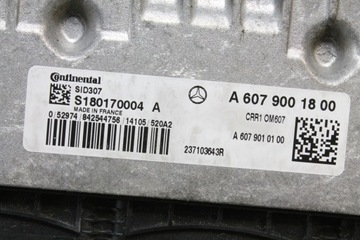 Continental
SID307
S180170004 A
MADE IN FRANCE
0/52974/842544756/14105/520A2
A 607 900 18 00
CRR1 OM607
A 607 901 01 00
237103643R